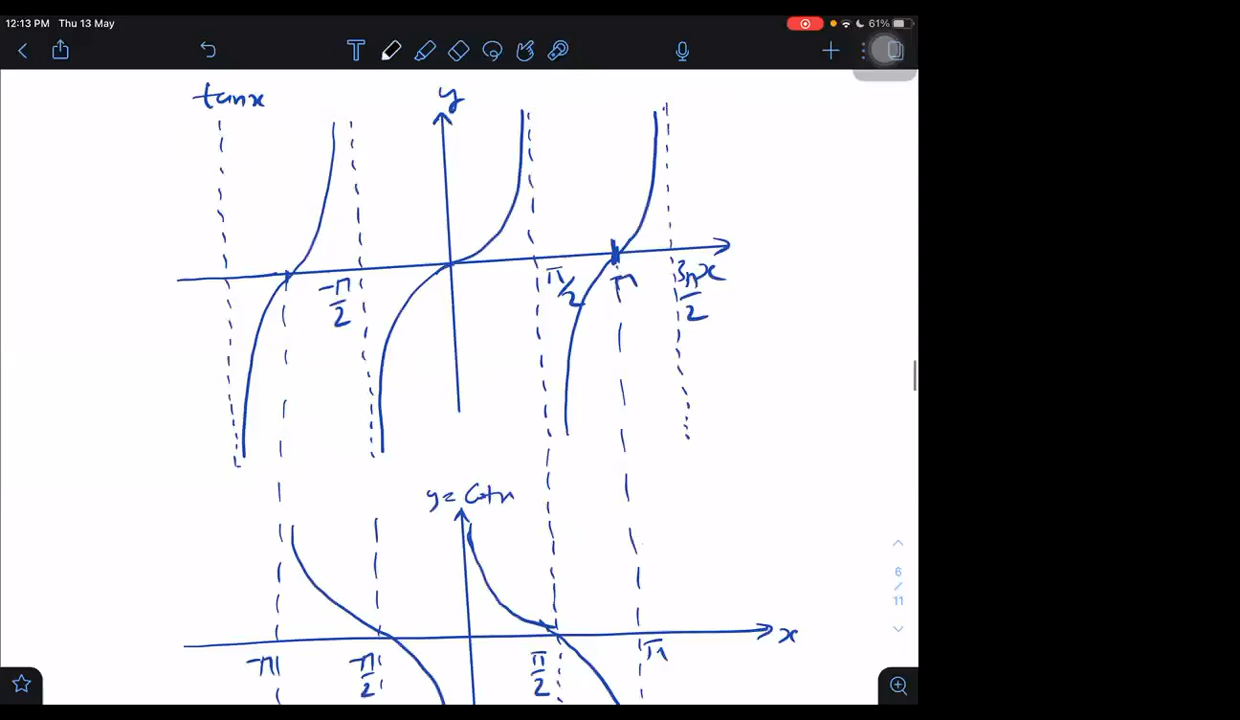 12:13 PM Thu 13 May
61%
T
tanx
y
-π/2
π/2
π
3π/2
x
y = Cotx
6
/
11
x
-π
-π/2
π/2
π